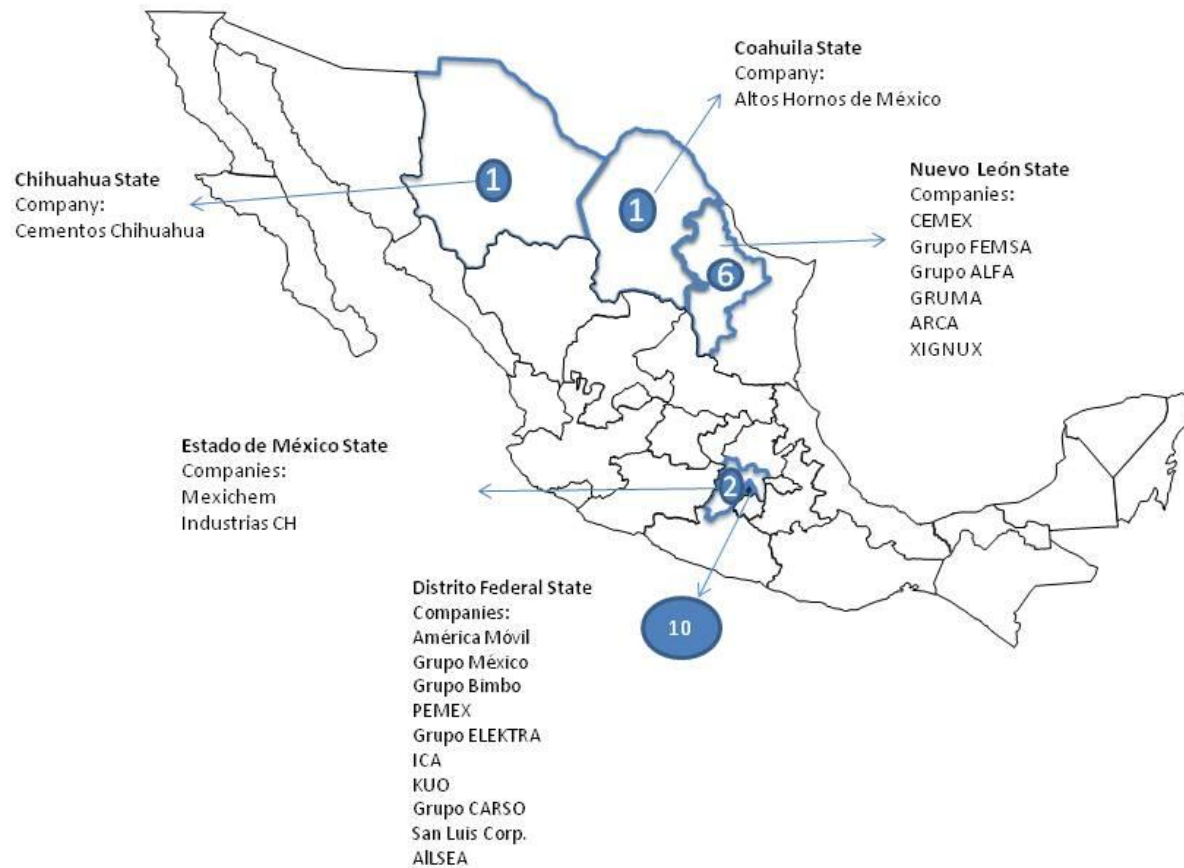 Coahuila State
Company:
Altos Hornos de México
Chihuahua State
Company:
Cementos Chihuahua
1
1
6
Nuevo León State
Companies:
CEMEX
Grupo FEMSA
Grupo ALFA
GRUMA
ARCA
XIGNUX
Estado de México State
Companies:
Mexichem
Industrias CH
2
Distrito Federal State
Companies:
América Móvil
Grupo México
Grupo Bimbo
PEMEX
Grupo ELEKTRA
ICA
KUO
Grupo CARSO
San Luis Corp.
AlLSEA
10